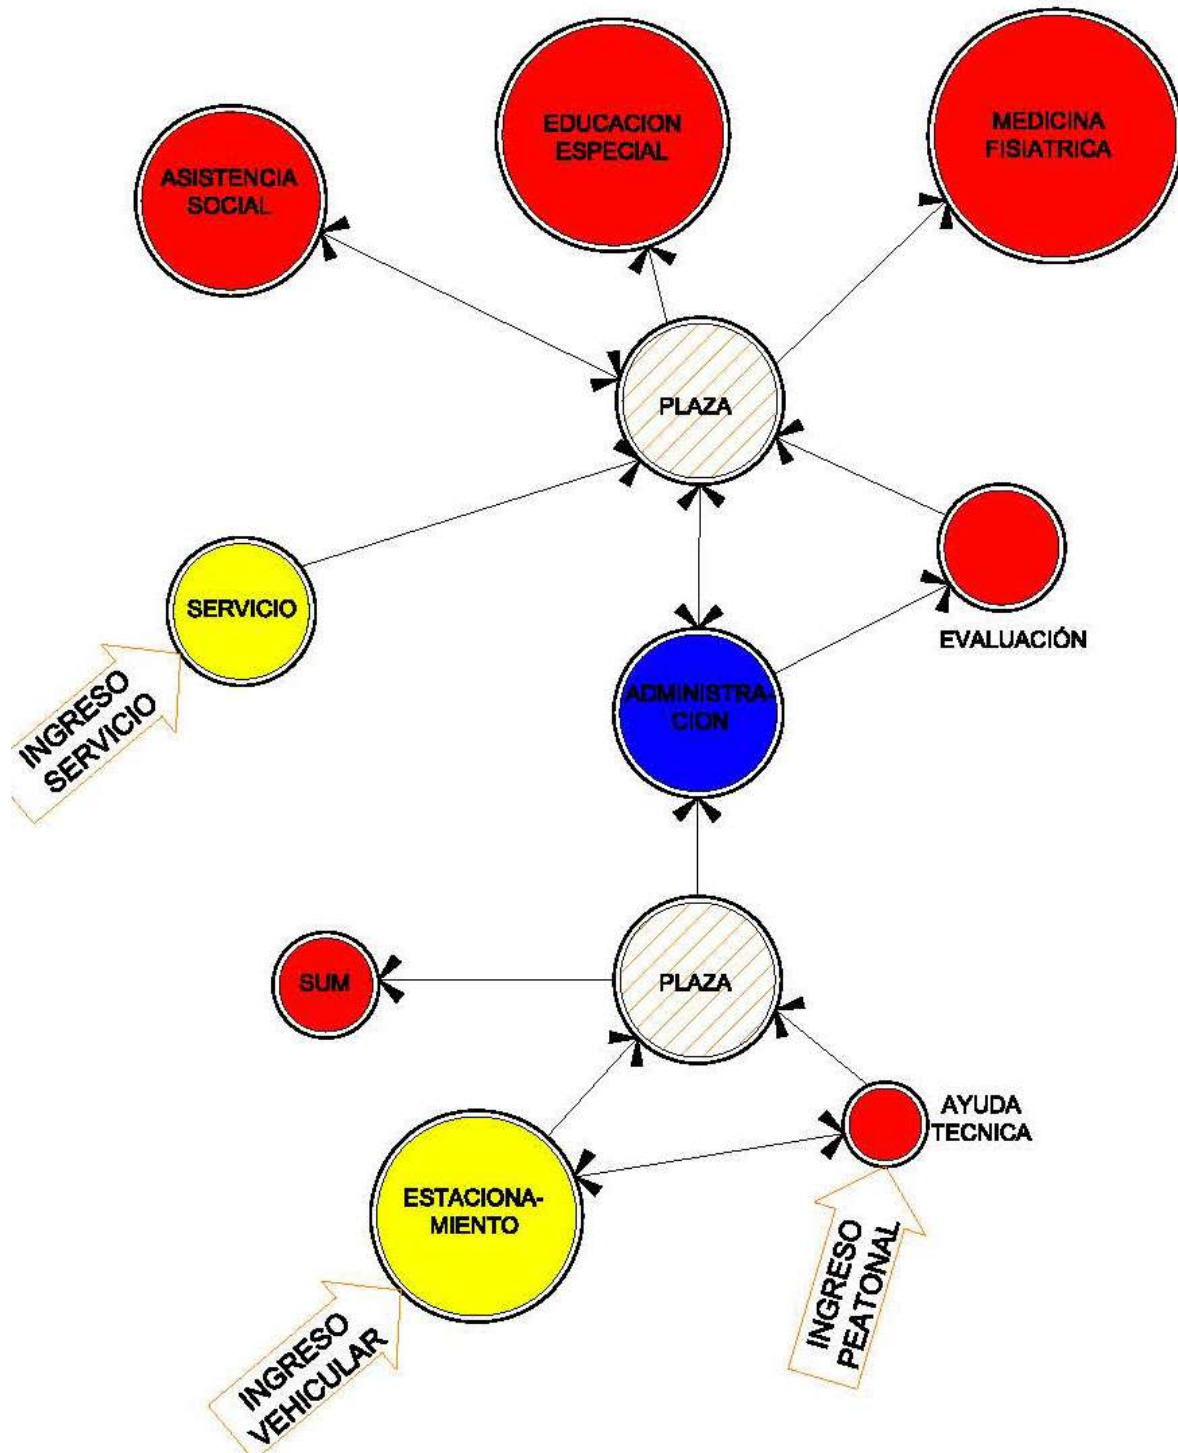 EDUCACION
ESPECIAL
MEDICINA
FISIATRICA
ASISTENCIA
SOCIAL
PLAZA
SERVICIO
EVALUACIÓN
INGRESO
SERVICIO
ADMINISTRA-
CION
SUM
PLAZA
AYUDA
TECNICA
ESTACIONA-
MIENTO
INGRESO
PEATONAL
INGRESO
VEHICULAR